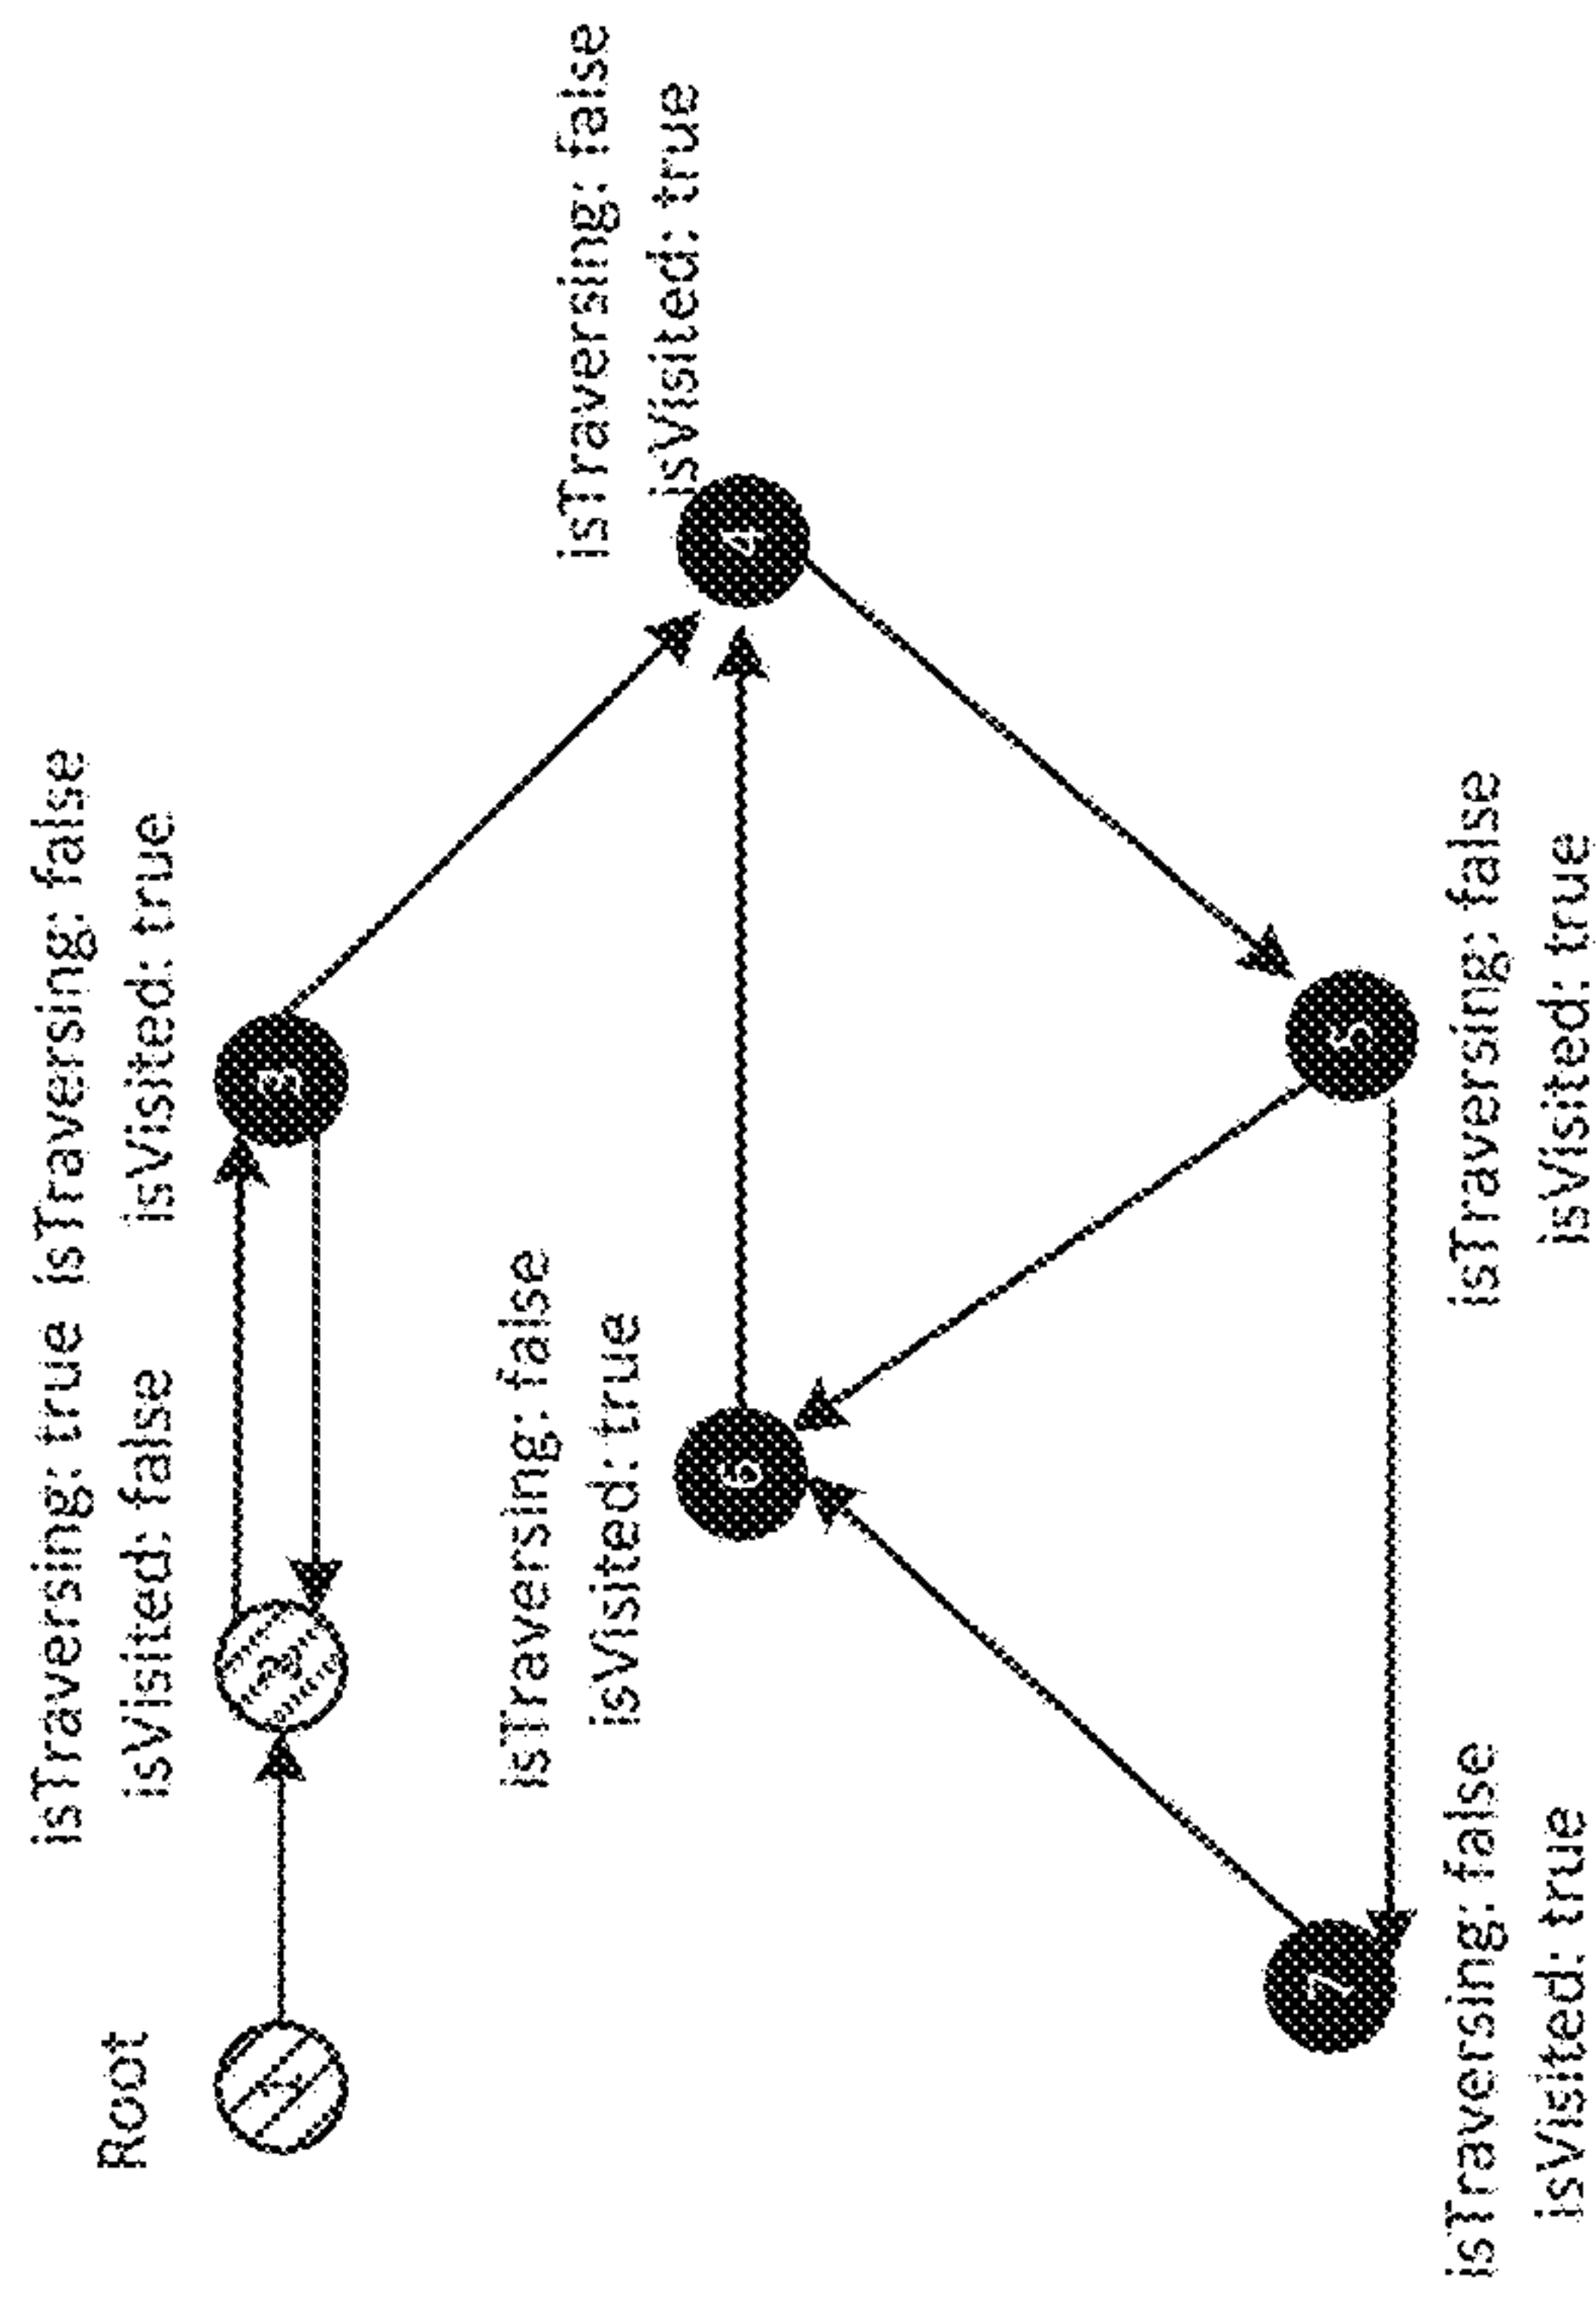 isTraversing: true isTraversing: false
Root
isVisited: false
isVisited: true
1
2
3
isTraversing: false
isVisited: true
isTraversing: false
isVisited: true
4
7
5
isTraversing: false
isVisited: true
isTraversing: false
isVisited: true